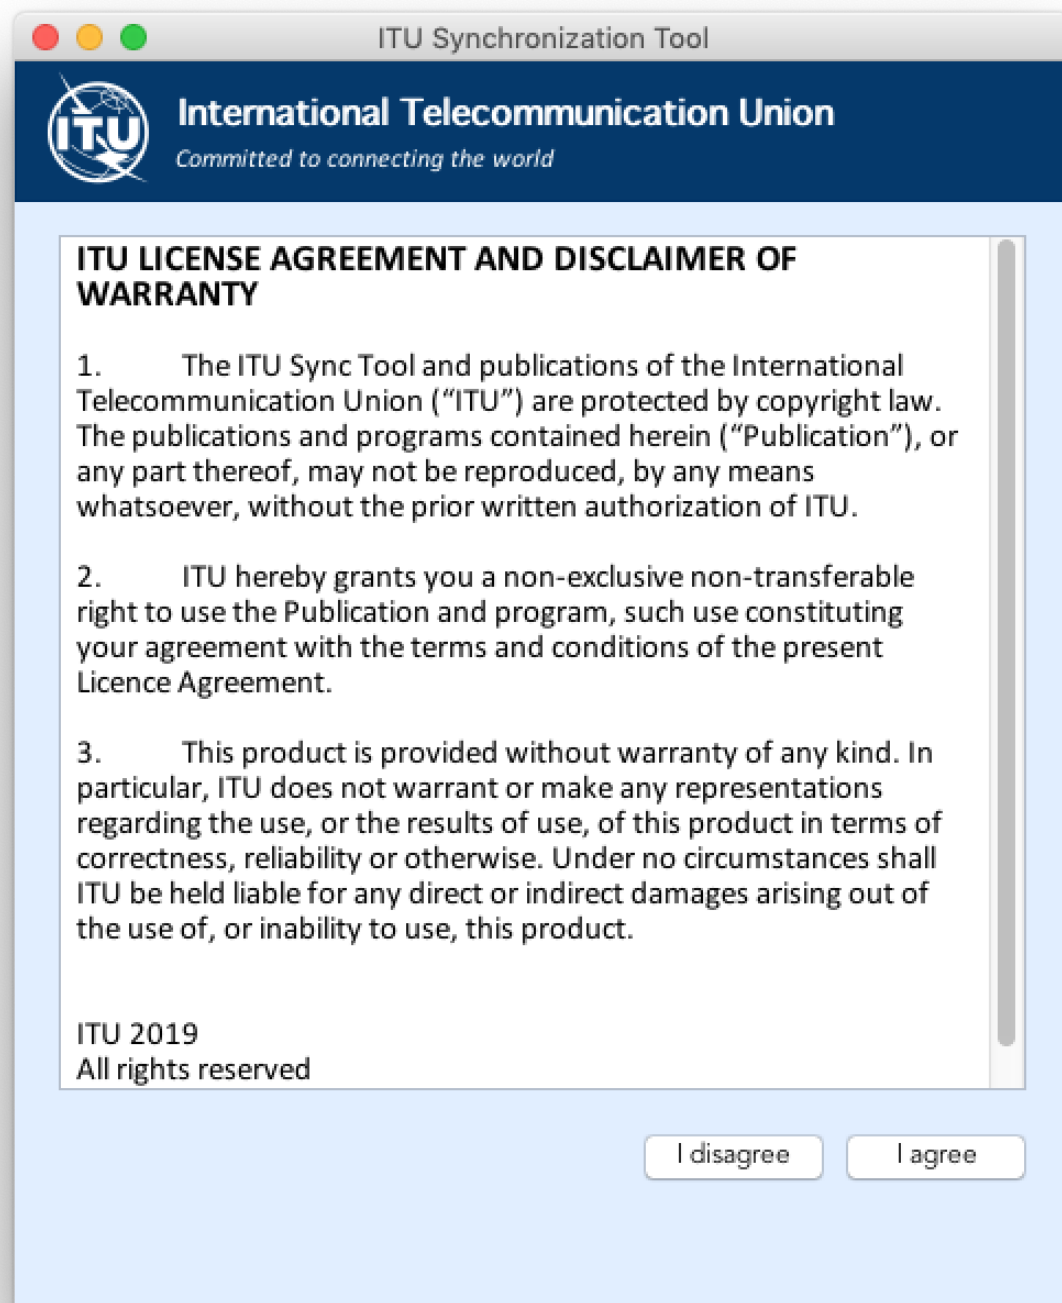 ITU Synchronization Tool
ITU
International Telecommunication Union
Committed to connecting the world
ITU LICENSE AGREEMENT AND DISCLAIMER OF
WARRANTY
1. The ITU Sync Tool and publications of the International
Telecommunication Union (“ITU”) are protected by copyright law.
The publications and programs contained herein (“Publication”), or
any part thereof, may not be reproduced, by any means
whatsoever, without the prior written authorization of ITU.
2. ITU hereby grants you a non-exclusive non-transferable
right to use the Publication and program, such use constituting
your agreement with the terms and conditions of the present
Licence Agreement.
3. This product is provided without warranty of any kind. In
particular, ITU does not warrant or make any representations
regarding the use, or the results of use, of this product in terms of
correctness, reliability or otherwise. Under no circumstances shall
ITU be held liable for any direct or indirect damages arising out of
the use of, or inability to use, this product.
ITU 2019
All rights reserved
I disagree I agree